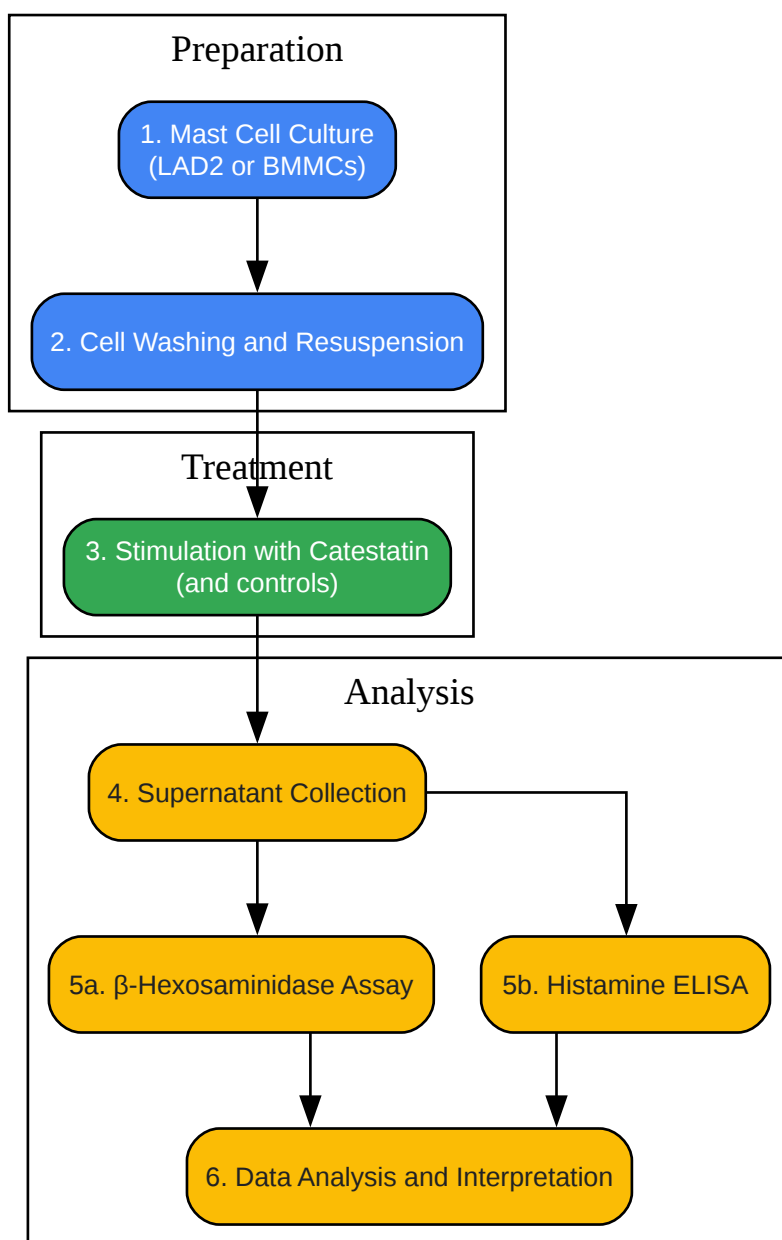 Preparation
1. Mast Cell Culture
(LAD2 or BMMCs)
2. Cell Washing and Resuspension
Treatment
3. Stimulation with Catestatin
(and controls)
Analysis
4. Supernatant Collection
5a. β-Hexosaminidase Assay
5b. Histamine ELISA
6. Data Analysis and Interpretation